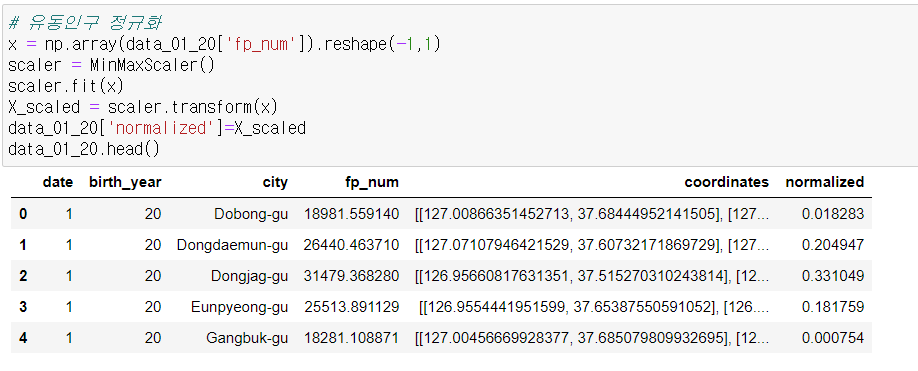 # 유동인구 정규화
x = np.array(data_01_20['fp_num']).reshape(-1,1)
scaler = MinMaxScaler()
scaler.fit(x)
X_scaled = scaler.transform(x)
data_01_20['normalized']=X_scaled
data_01_20.head()
date birth_year city fp_num coordinates normalized
0 1 20 Dobong-gu 18981.559140 [[127.00866351452713, 37.68444952141505], [127... 0.018283
1 1 20 Dongdaemun-gu 26440.463710 [[127.07107946421529, 37.60732171869729], [127... 0.204947
2 1 20 Dongjag-gu 31479.368280 [[126.95660817631351, 37.515270310243814], [12... 0.331049
3 1 20 Eunpyeong-gu 25513.891129 [[126.9554441951599, 37.65387550591052], [126.... 0.181759
4 1 20 Gangbuk-gu 18281.108871 [[127.00456669928377, 37.685079809932695], [12... 0.000754